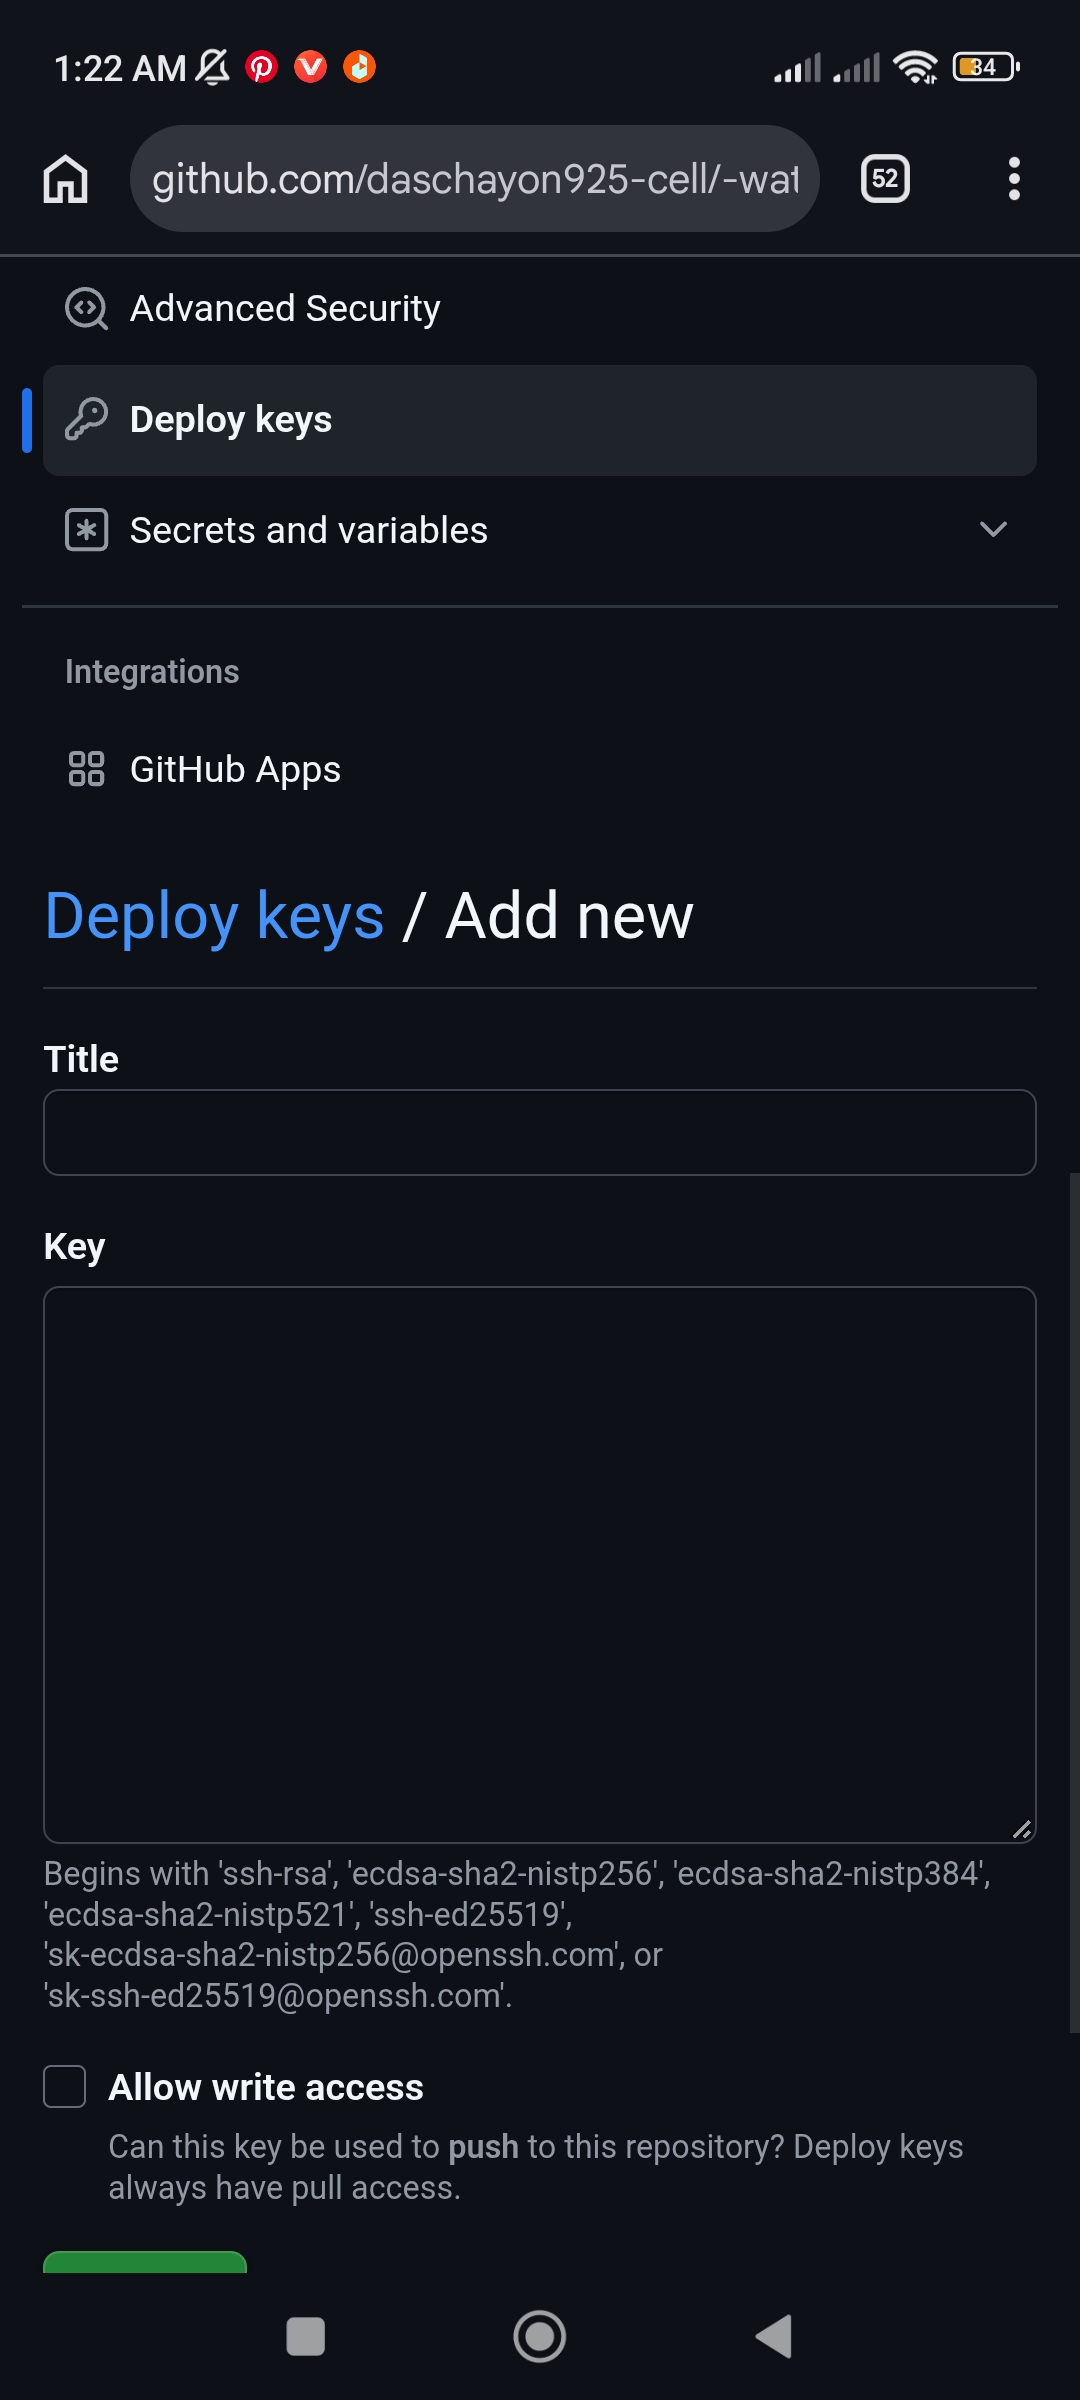 1:22 AM
34
github.com/daschayon925-cell/-wat
52
Advanced Security
Deploy keys
Secrets and variables
Integrations
GitHub Apps
Deploy keys / Add new
Title
Key
Begins with 'ssh-rsa', 'ecdsa-sha2-nistp256', 'ecdsa-sha2-nistp384',
'ecdsa-sha2-nistp521', 'ssh-ed25519',
'sk-ecdsa-sha2-nistp256@openssh.com', or
'sk-ssh-ed25519@openssh.com'.
Allow write access
Can this key be used to push to this repository? Deploy keys
always have pull access.